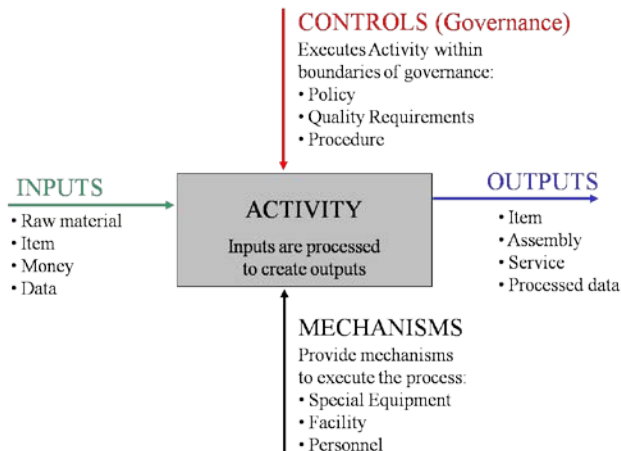 CONTROLS (Governance)
Executes Activity within
boundaries of governance:
• Policy
• Quality Requirements
• Procedure
INPUTS
• Raw material
• Item
• Money
• Data
ACTIVITY
Inputs are processed
to create outputs
OUTPUTS
• Item
• Assembly
• Service
• Processed data
MECHANISMS
Provide mechanisms
to execute the process:
• Special Equipment
• Facility
• Personnel